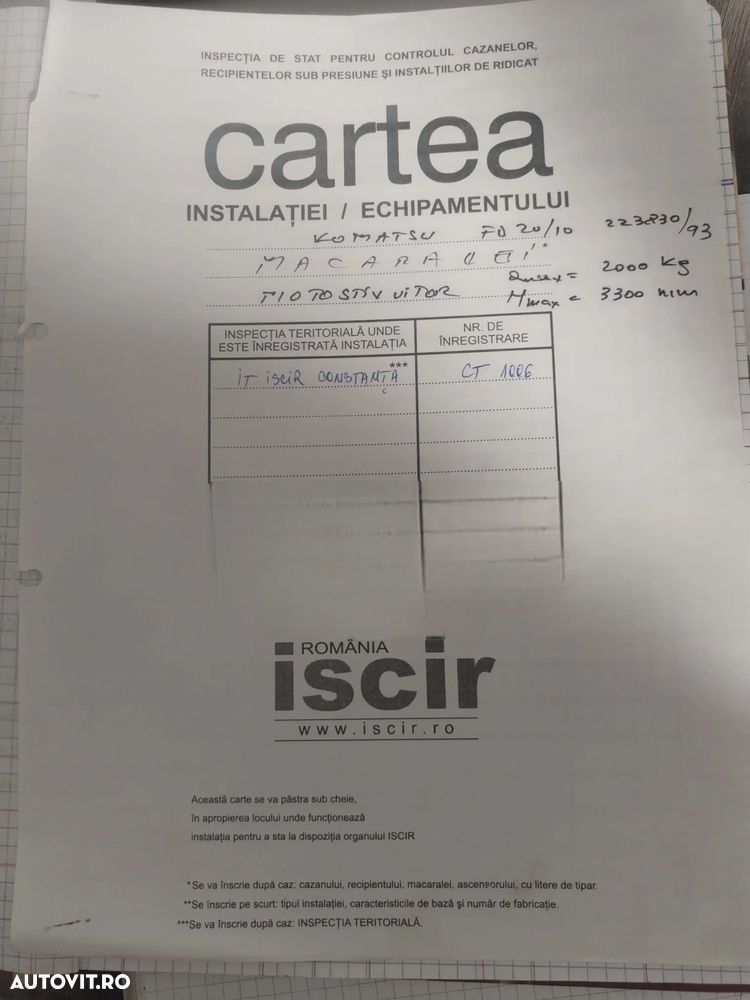 INSPECȚIA DE STAT PENTRU CONTROLUL CAZANELOR,
RECIPIENTELOR SUB PRESIUNE ȘI INSTALȚIILOR DE RIDICAT
cartea
INSTALAȚIEI / ECHIPAMENTULUI
KOMATSU FD 20/10 223830/93
MACARALEI *
MOTOSTIVUITOR Qmax = 2000 kg
Hmax = 3300 mm
INSPECȚIA TERITORIALĂ UNDE
ESTE ÎNREGISTRATĂ INSTALAȚIA
NR. DE
ÎNREGISTRARE
***
IT ISCIR CONSTANȚA CT 1006
ROMÂNIA
iscir
www.iscir.ro
Această carte se va păstra sub cheie,
în apropierea locului unde funcționează
instalația pentru a sta la dispoziția organului ISCIR
*Se va înscrie după caz: cazanului, recipientului, macaralei, ascensorului, cu litere de tipar.
**Se înscrie pe scurt: tipul instalației, caracteristicile de bază și număr de fabricație.
***Se va înscrie după caz: INSPECȚIA TERITORIALĂ.
AUTOVIT.RO